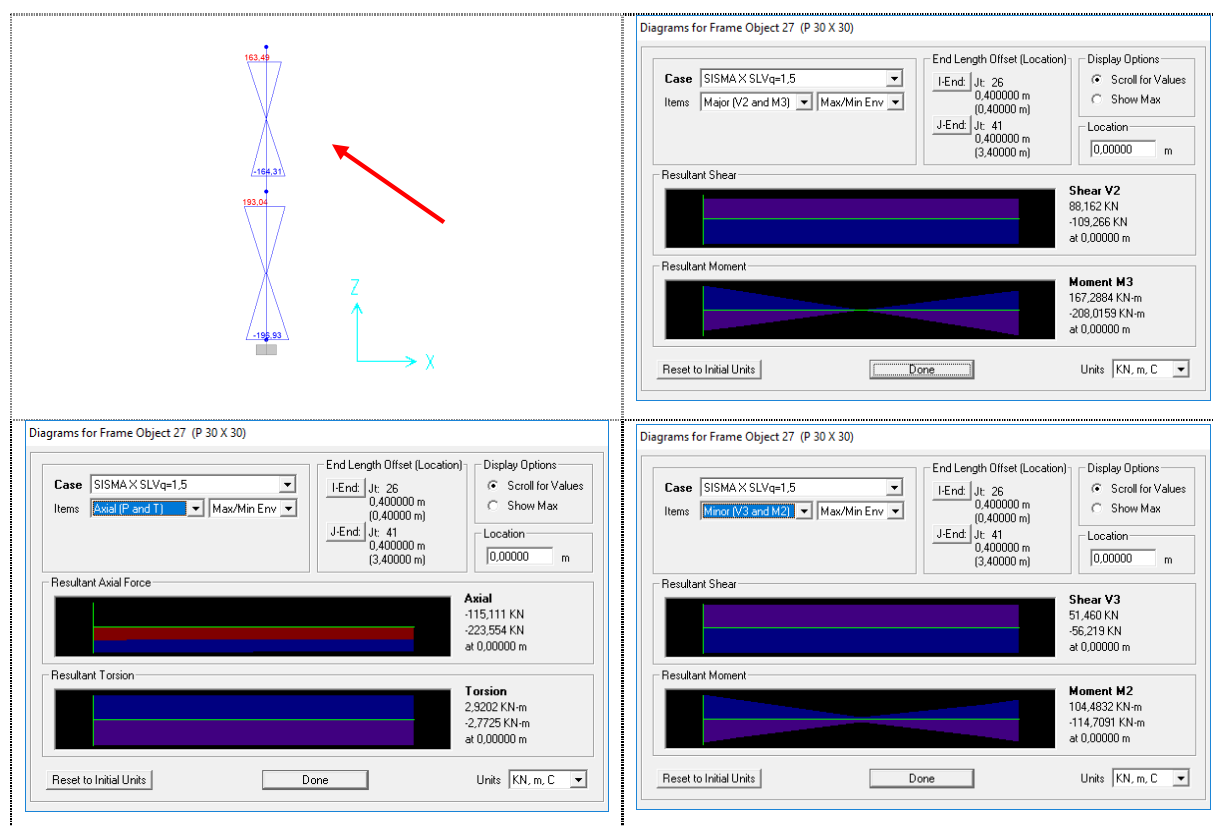 163.49
-164.31
193.04
-196.93
Z
X
Diagrams for Frame Object 27 (P 30 X 30)
Case SISMA X SLVq=1,5
Items Major (V2 and M3) Max/Min Env
End Length Offset (Location)
I-End: Jt: 26
0,400000 m
(0,40000 m)
J-End: Jt: 41
0,400000 m
(3,40000 m)
Display Options
Scroll for Values
Show Max
Location
0,00000 m
Resultant Shear
Shear V2
88,162 KN
-109,266 KN
at 0,00000 m
Resultant Moment
Moment M3
167,2884 KN-m
-208,0159 KN-m
at 0,00000 m
Reset to Initial Units Done Units KN, m, C
Diagrams for Frame Object 27 (P 30 X 30)
Case SISMA X SLVq=1,5
Items Axial (P and T) Max/Min Env
End Length Offset (Location)
I-End: Jt: 26
0,400000 m
(0,40000 m)
J-End: Jt: 41
0,400000 m
(3,40000 m)
Display Options
Scroll for Values
Show Max
Location
0,00000 m
Resultant Axial Force
Axial
-115,111 KN
-223,554 KN
at 0,00000 m
Resultant Torsion
Torsion
2,9202 KN-m
-2,7725 KN-m
at 0,00000 m
Reset to Initial Units Done Units KN, m, C
Diagrams for Frame Object 27 (P 30 X 30)
Case SISMA X SLVq=1,5
Items Minor (V3 and M2) Max/Min Env
End Length Offset (Location)
I-End: Jt: 26
0,400000 m
(0,40000 m)
J-End: Jt: 41
0,400000 m
(3,40000 m)
Display Options
Scroll for Values
Show Max
Location
0,00000 m
Resultant Shear
Shear V3
51,460 KN
-56,219 KN
at 0,00000 m
Resultant Moment
Moment M2
104,4832 KN-m
-114,7091 KN-m
at 0,00000 m
Reset to Initial Units Done Units KN, m, C